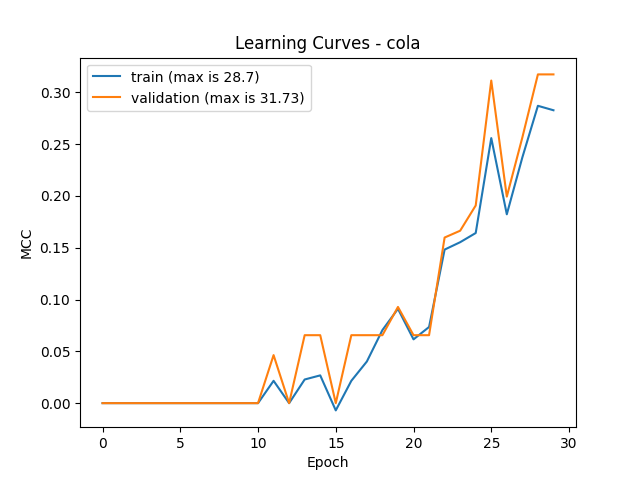 Learning Curves - cola
train (max is 28.7)
validation (max is 31.73)
MCC
0.30
0.25
0.20
0.15
0.10
0.05
0.00
0 5 10 15 20 25 30
Epoch